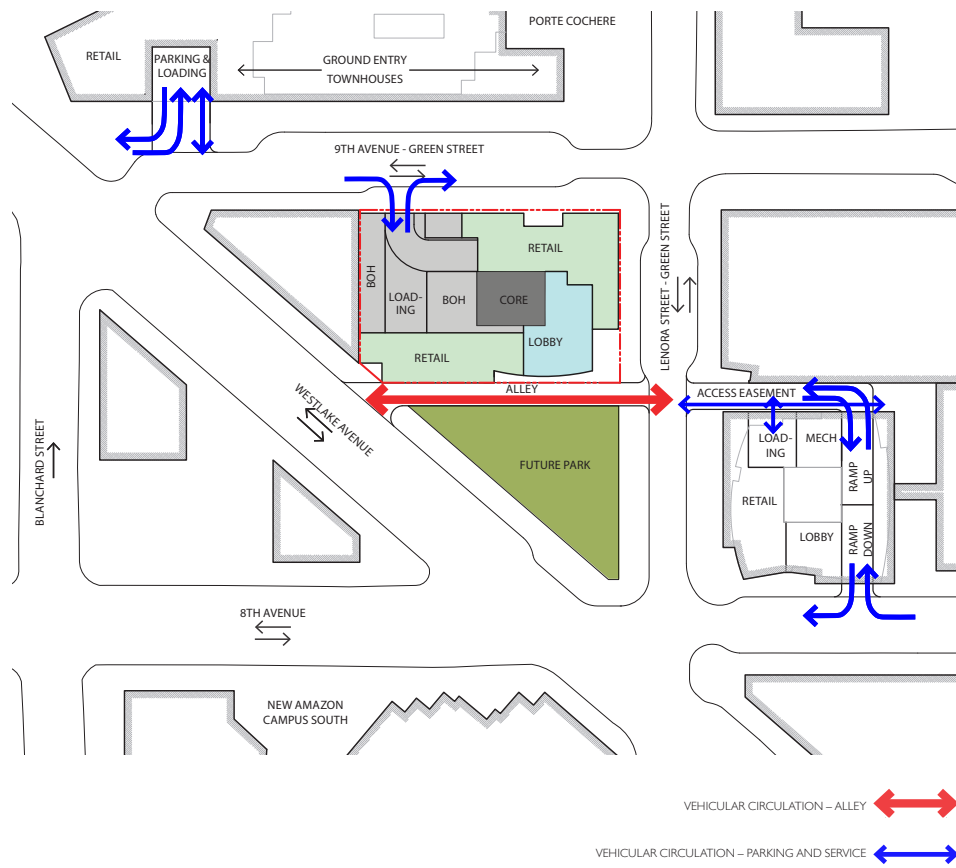 PORTE COCHERE
RETAIL
PARKING &
LOADING
GROUND ENTRY
TOWNHOUSES
9TH AVENUE - GREEN STREET
RETAIL
BOH
LOAD-
ING
BOH
CORE
LOBBY
RETAIL
LENORA STREET - GREEN STREET
ALLEY
ACCESS EASEMENT
WESTLAKE AVENUE
BLANCHARD STREET
FUTURE PARK
LOAD-
ING
MECH
RETAIL
LOBBY
RAMP
UP
RAMP
DOWN
8TH AVENUE
NEW AMAZON
CAMPUS SOUTH
VEHICULAR CIRCULATION – ALLEY
VEHICULAR CIRCULATION – PARKING AND SERVICE